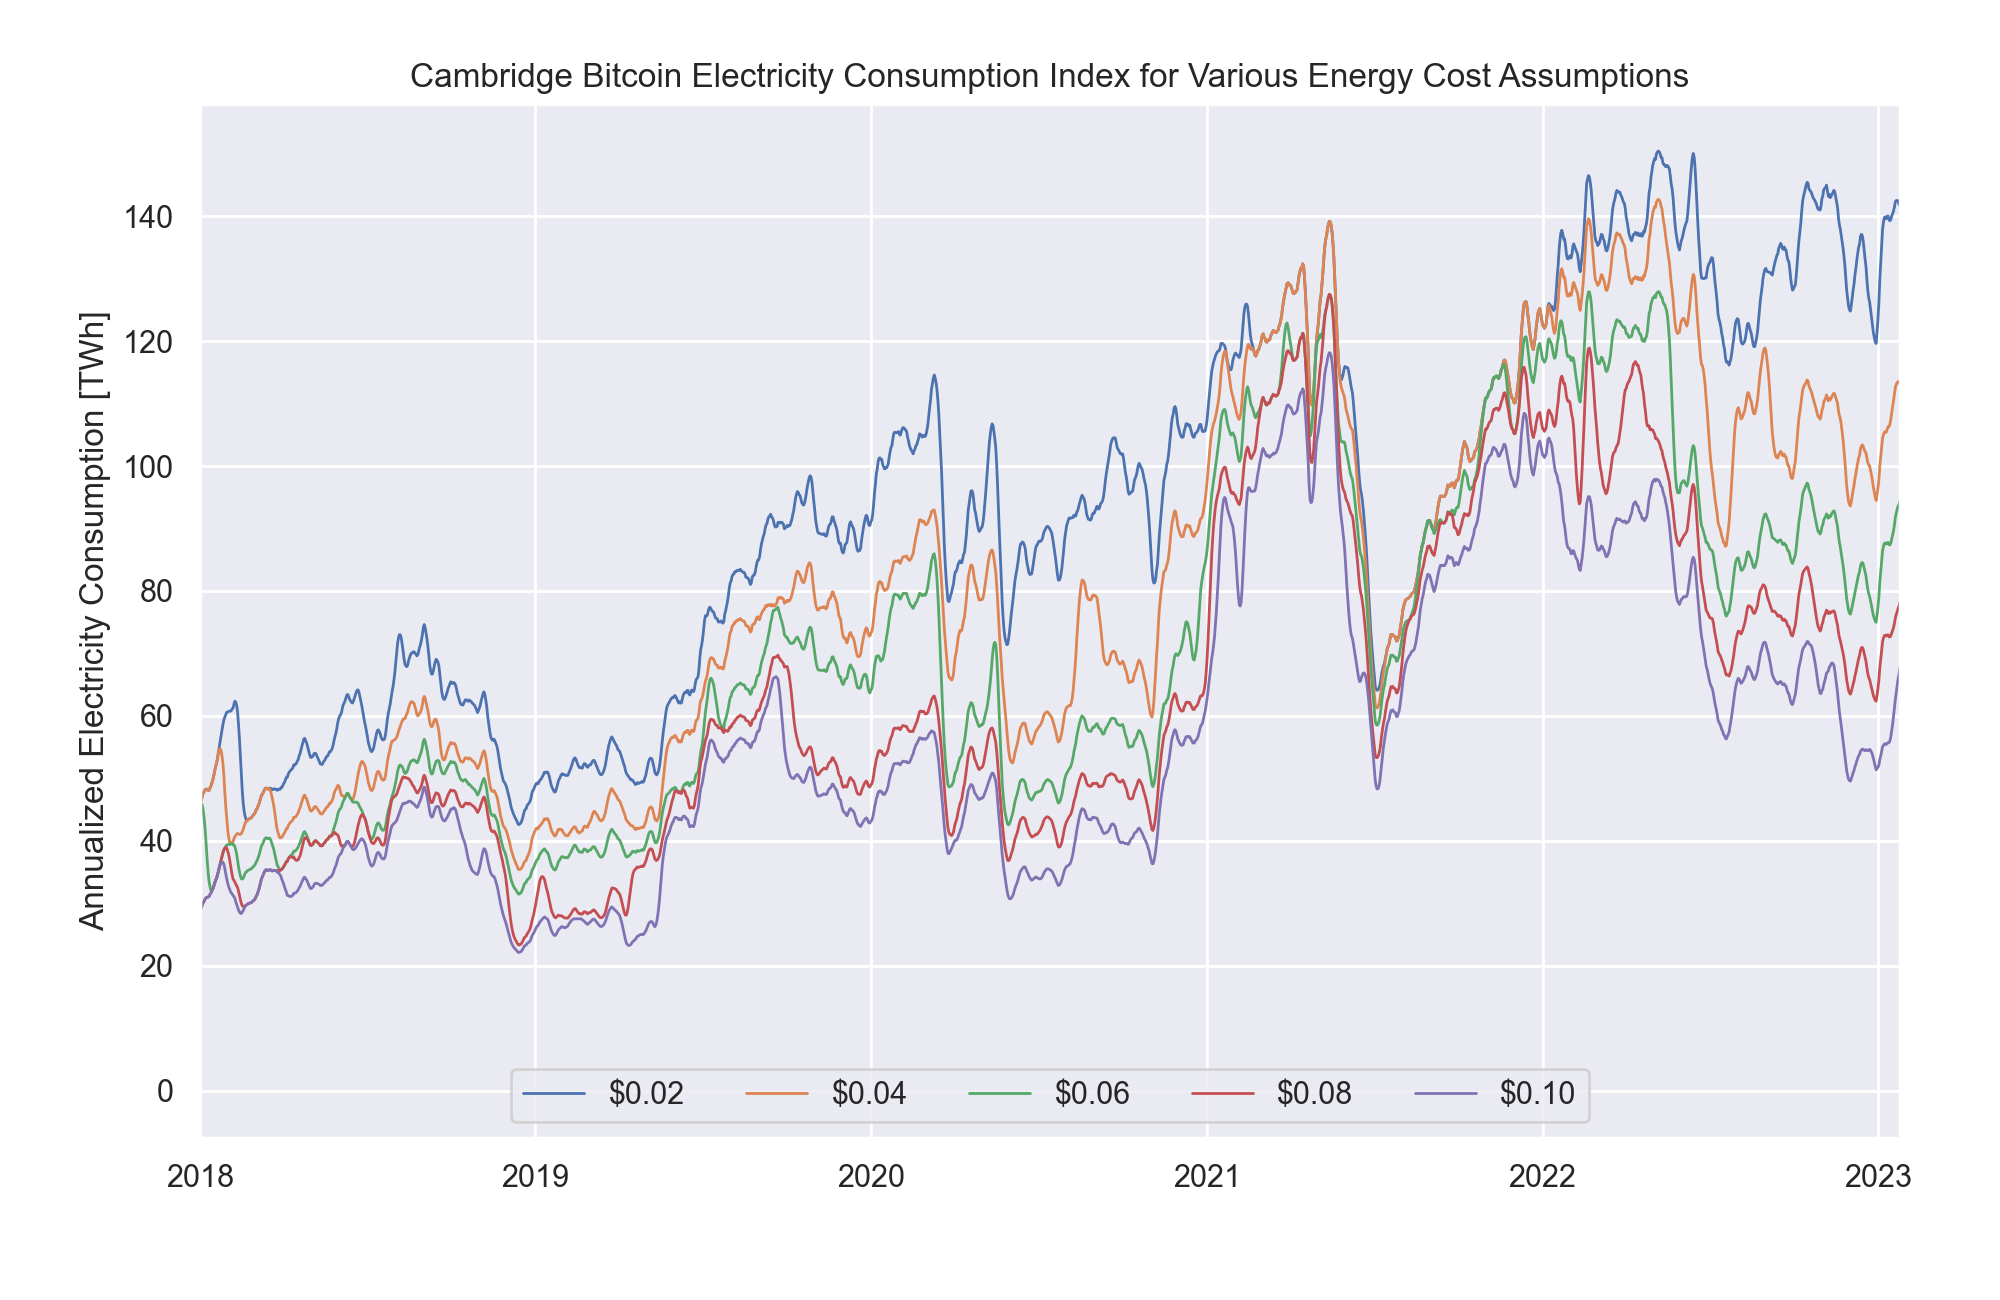 Cambridge Bitcoin Electricity Consumption Index for Various Energy Cost Assumptions
Annualized Electricity Consumption [TWh]
140
120
100
80
60
40
20
0
$0.02 $0.04 $0.06 $0.08 $0.10
2018 2019 2020 2021 2022 2023